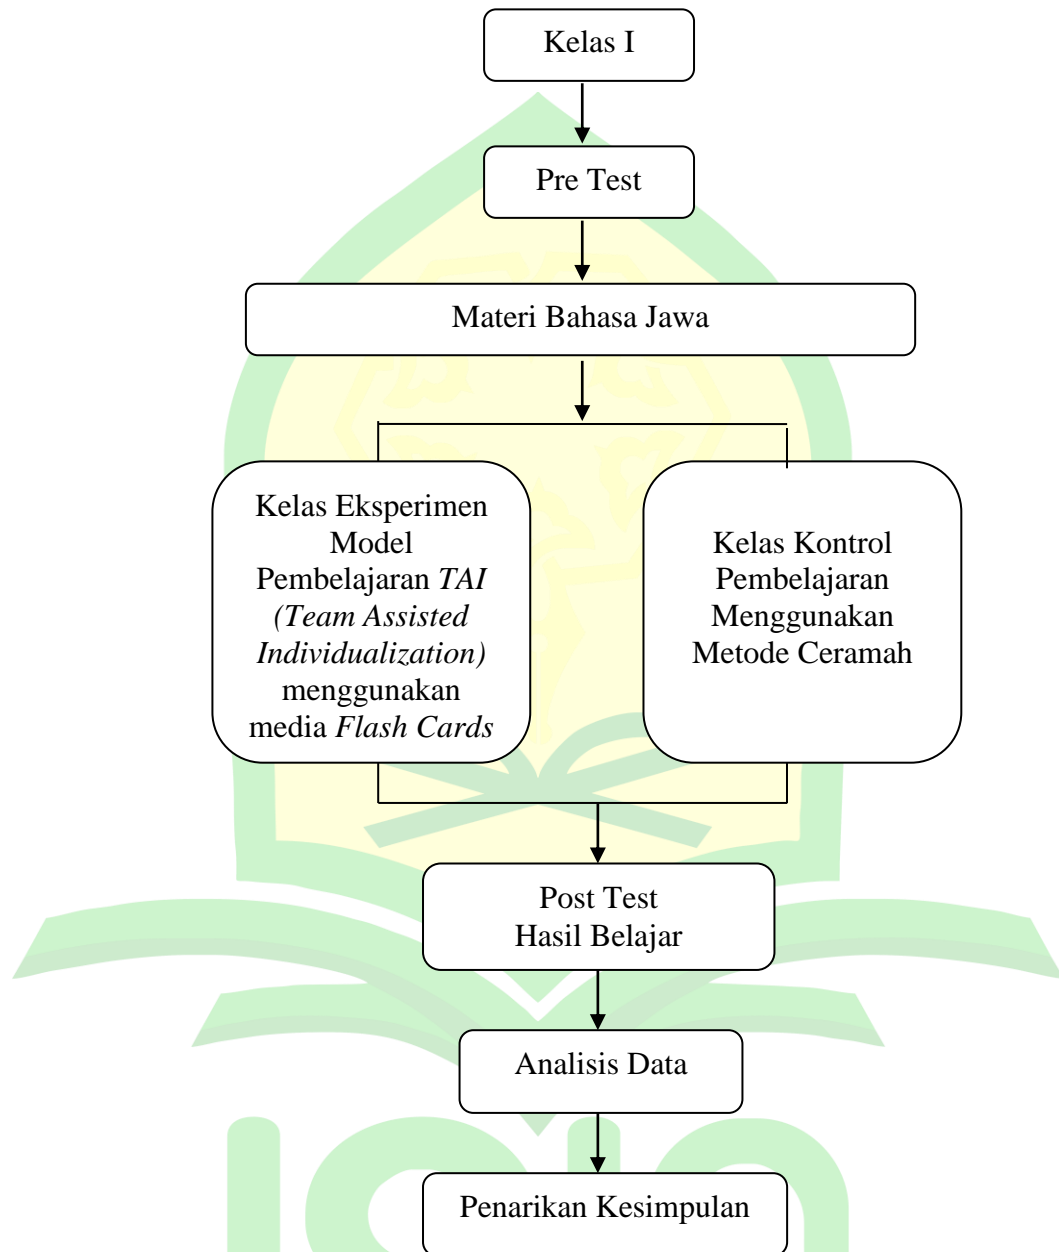 Kelas I
Pre Test
Materi Bahasa Jawa
Kelas Eksperimen
Model
Pembelajaran TAI
(Team Assisted
Individualization)
menggunakan
media Flash Cards
Kelas Kontrol
Pembelajaran
Menggunakan
Metode Ceramah
Post Test
Hasil Belajar
Analisis Data
Penarikan Kesimpulan